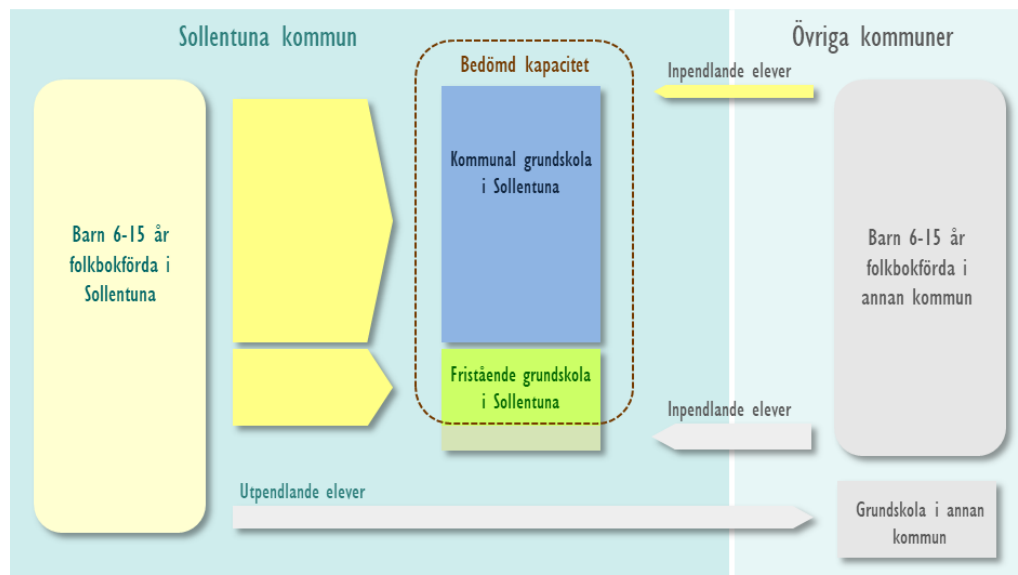 Sollentuna kommun
Övriga kommuner
Bedömd kapacitet
Inpendlande elever
Kommunal grundskola
i Sollentuna
Barn 6-15 år
folkbokförda i
Sollentuna
Barn 6-15 år
folkbokförda i
annan kommun
Fristående grundskola
i Sollentuna
Inpendlande elever
Utpendlande elever
Grundskola i annan
kommun